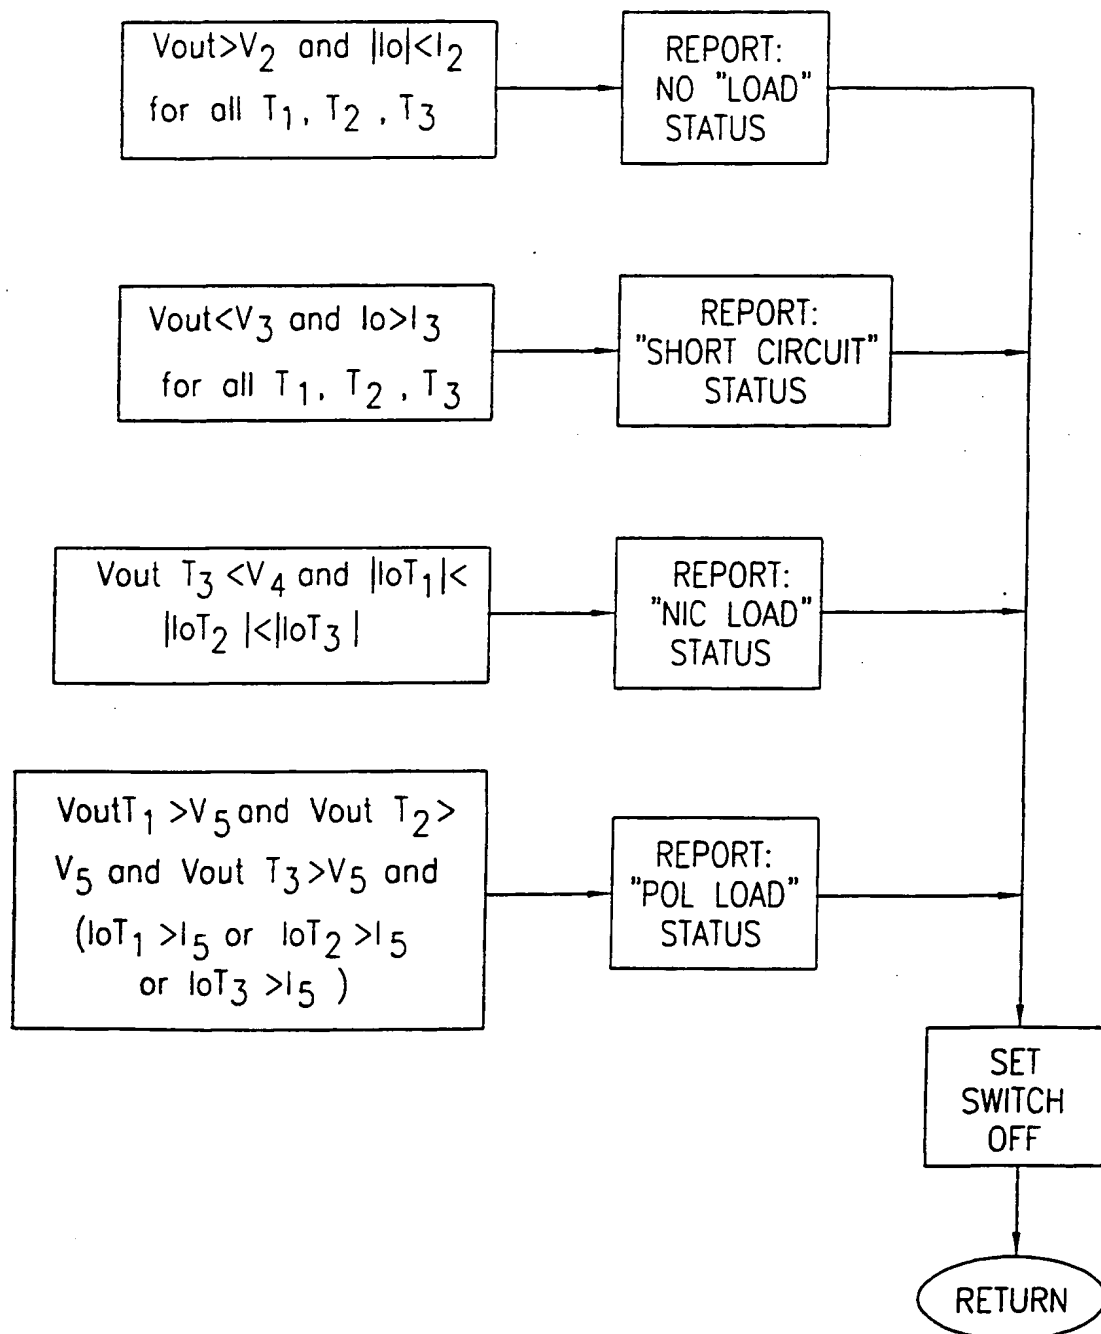 Vout>V2 and |Io|<I2
for all T1, T2, T3
REPORT:
NO "LOAD"
STATUS
Vout<V3 and Io>I3
for all T1, T2, T3
REPORT:
"SHORT CIRCUIT"
STATUS
Vout T3<V4 and |IoT1|<
|IoT2|<|IoT3|
REPORT:
"NIC LOAD"
STATUS
VoutT1>V5 and Vout T2>
V5 and Vout T3>V5 and
(IoT1>I5 or IoT2>I5
or IoT3>I5)
REPORT:
"POL LOAD"
STATUS
SET
SWITCH
OFF
RETURN